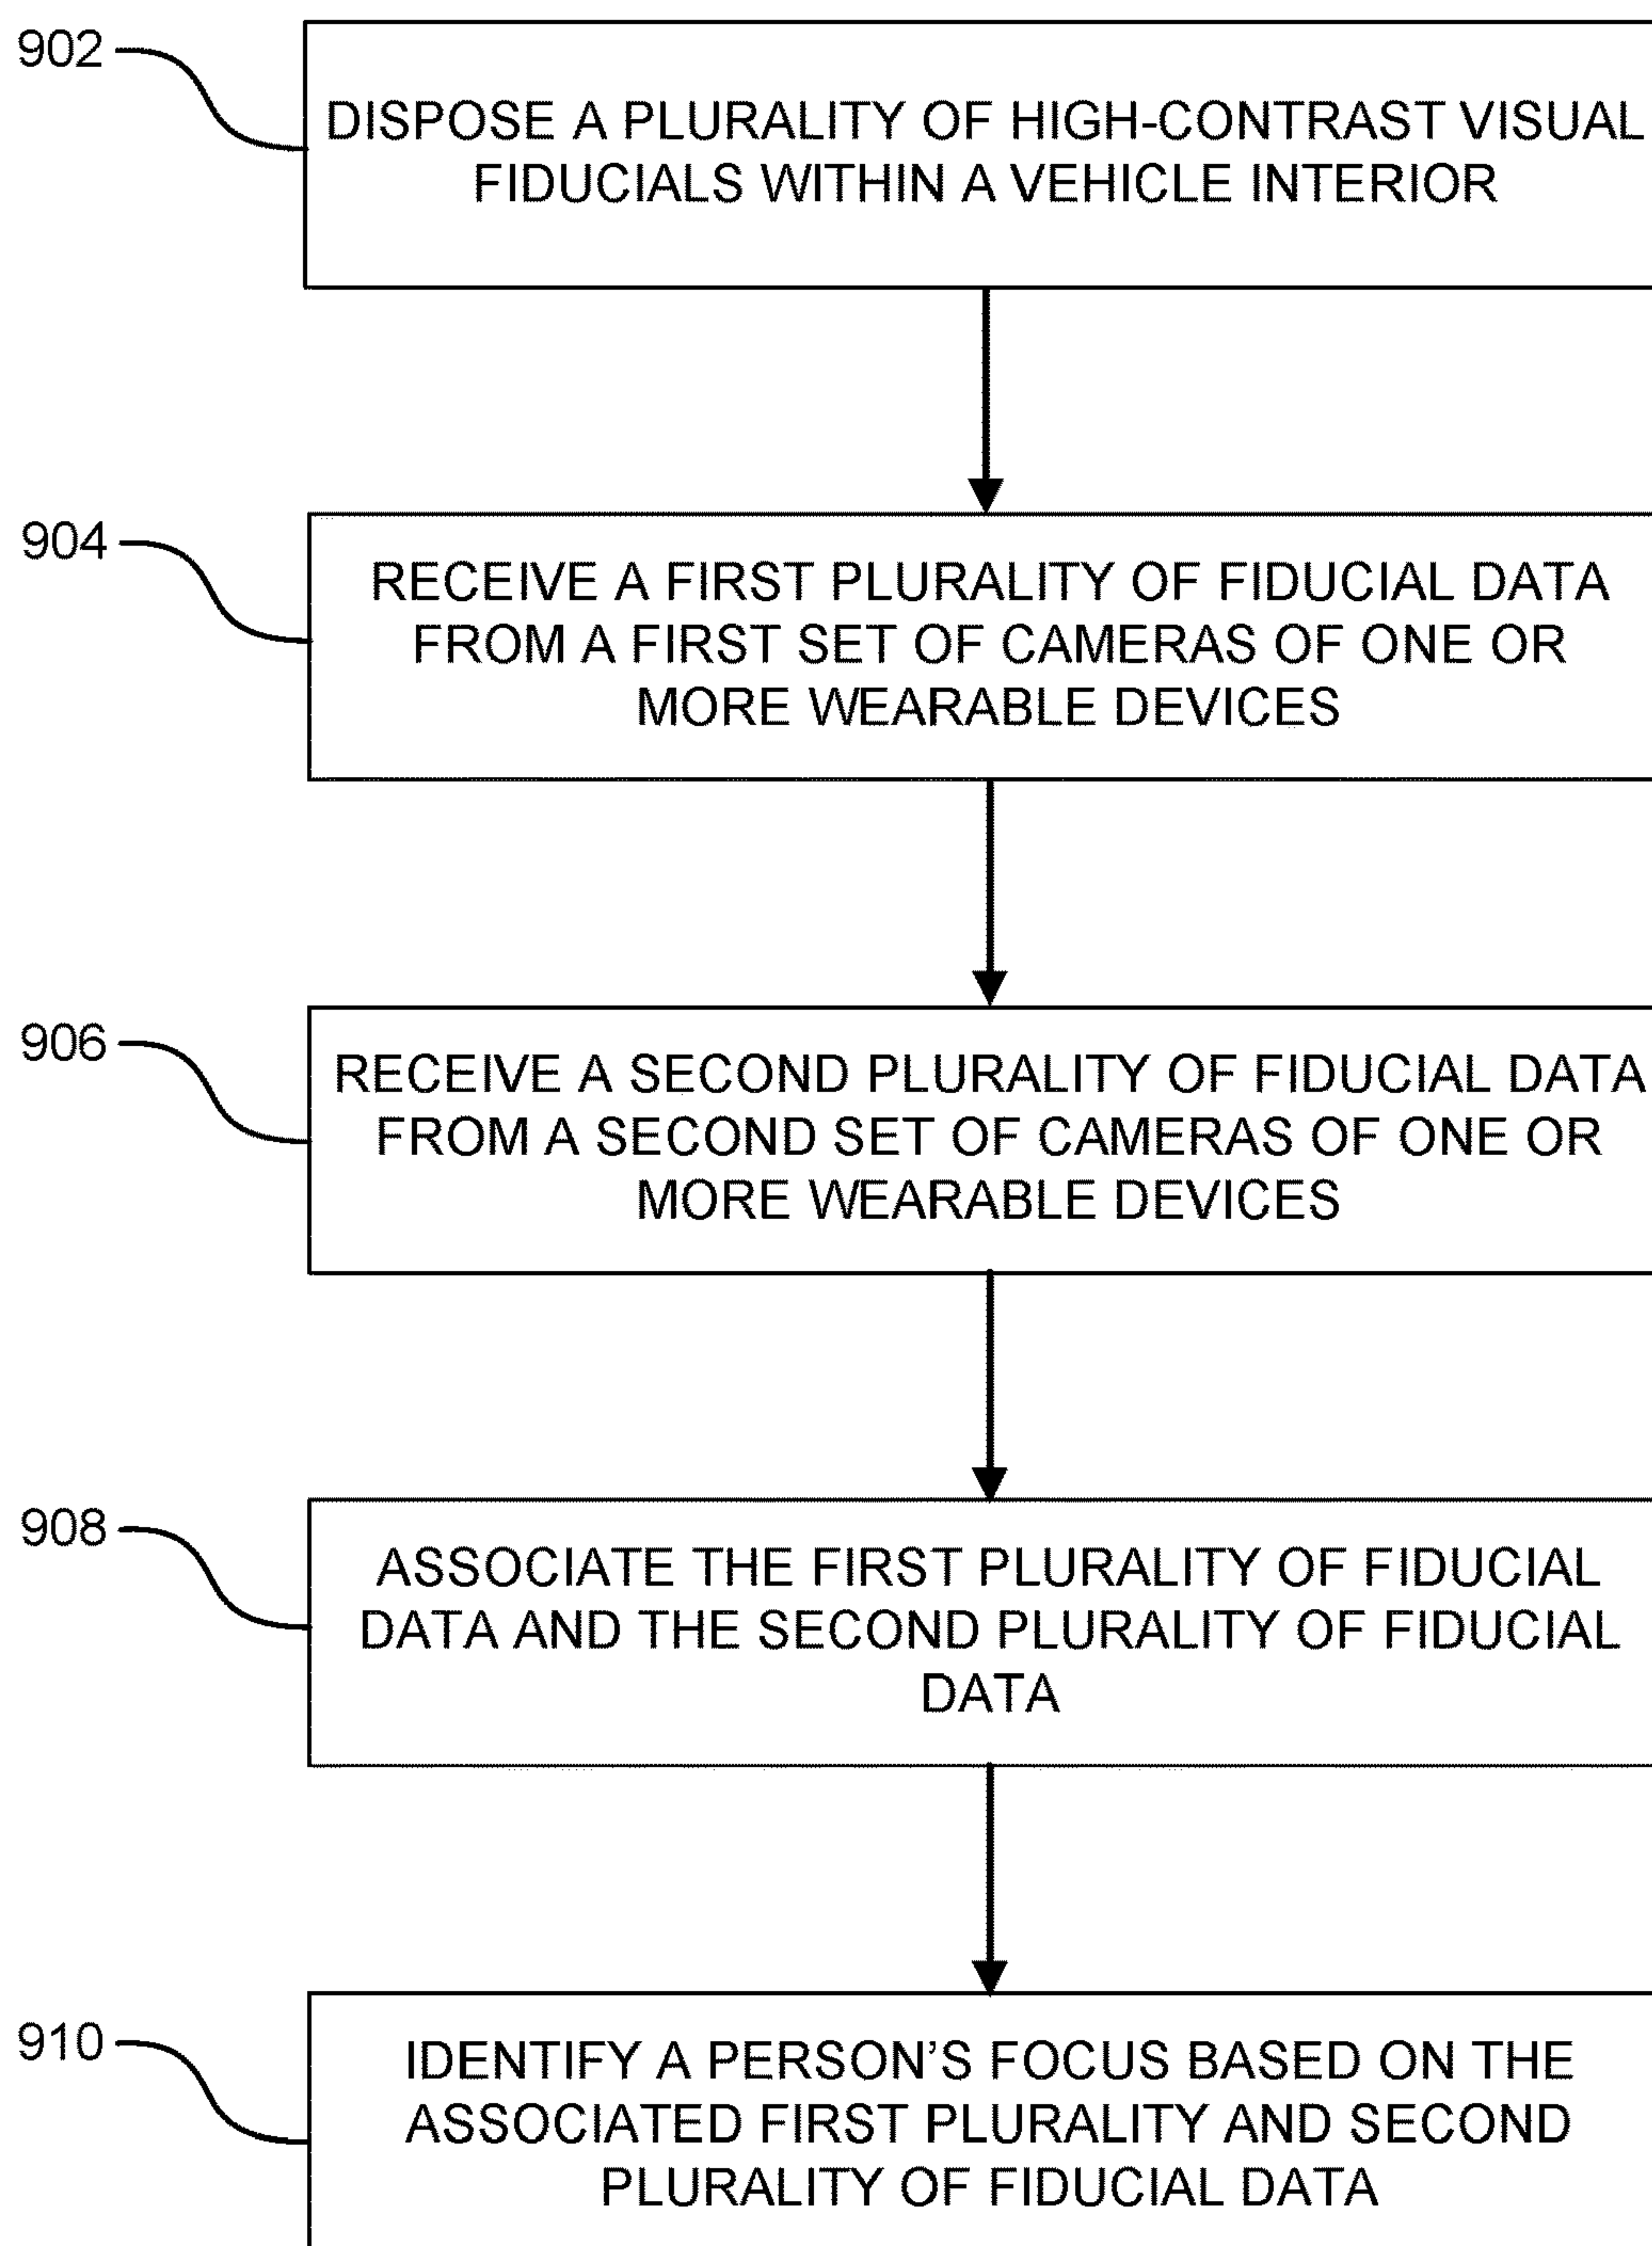 902
DISPOSE A PLURALITY OF HIGH-CONTRAST VISUAL
FIDUCIALS WITHIN A VEHICLE INTERIOR
904
RECEIVE A FIRST PLURALITY OF FIDUCIAL DATA
FROM A FIRST SET OF CAMERAS OF ONE OR
MORE WEARABLE DEVICES
906
RECEIVE A SECOND PLURALITY OF FIDUCIAL DATA
FROM A SECOND SET OF CAMERAS OF ONE OR
MORE WEARABLE DEVICES
908
ASSOCIATE THE FIRST PLURALITY OF FIDUCIAL
DATA AND THE SECOND PLURALITY OF FIDUCIAL
DATA
910
IDENTIFY A PERSON'S FOCUS BASED ON THE
ASSOCIATED FIRST PLURALITY AND SECOND
PLURALITY OF FIDUCIAL DATA